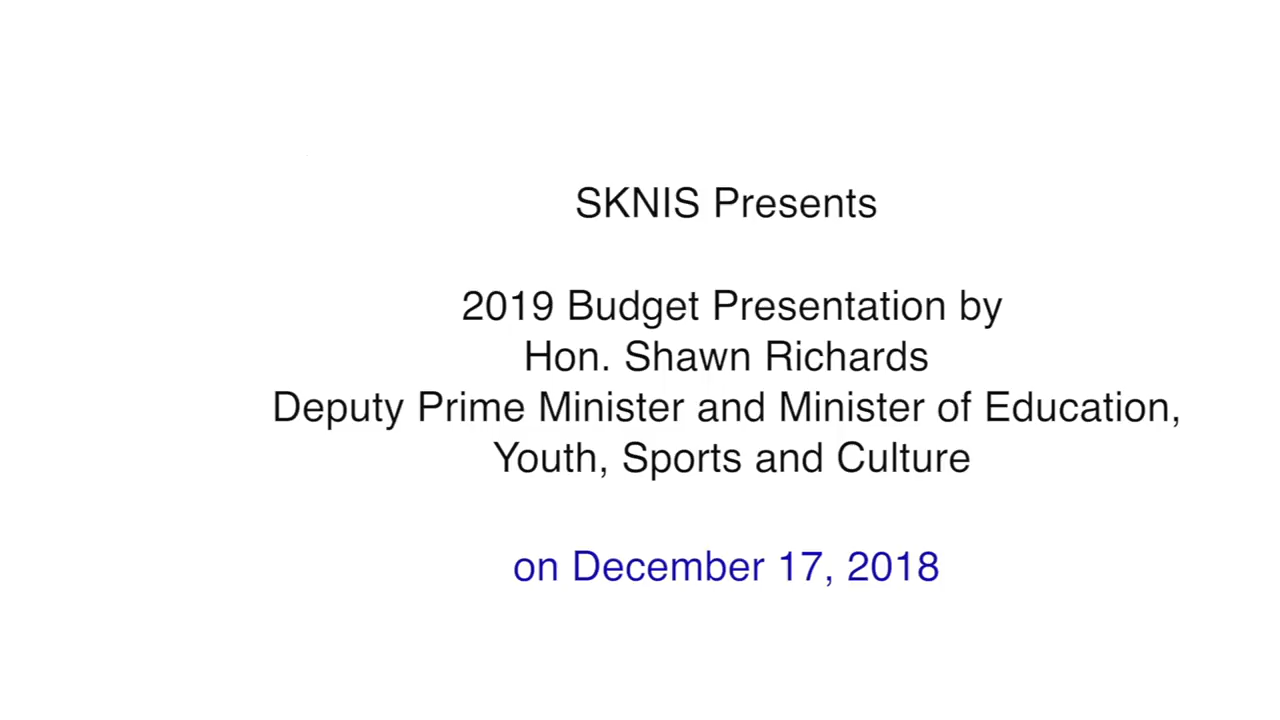 SKNIS Presents
2019 Budget Presentation by
Hon. Shawn Richards
Deputy Prime Minister and Minister of Education,
Youth, Sports and Culture
on December 17, 2018